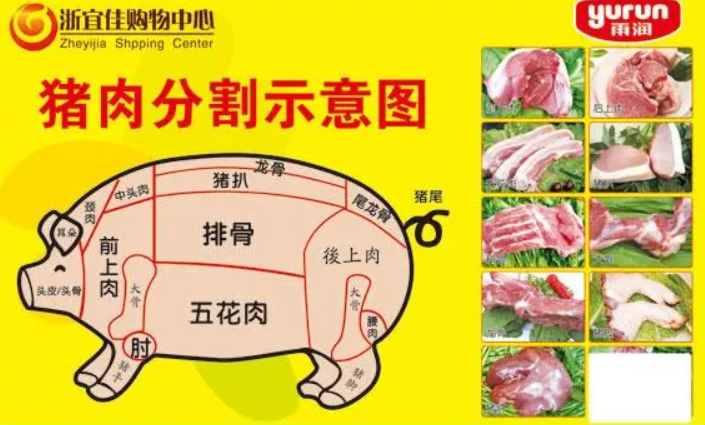 浙宜佳购物中心
Zheyijia Shpping Center
yurun
雨润
猪肉分割示意图
龙骨
猪扒
中头肉
颈肉
耳朵
尾龙骨
猪尾
排骨
前上肉
後上肉
头皮/头骨
大骨
大骨
五花肉
腰肉
肘
猪手
猪脚
后上肉